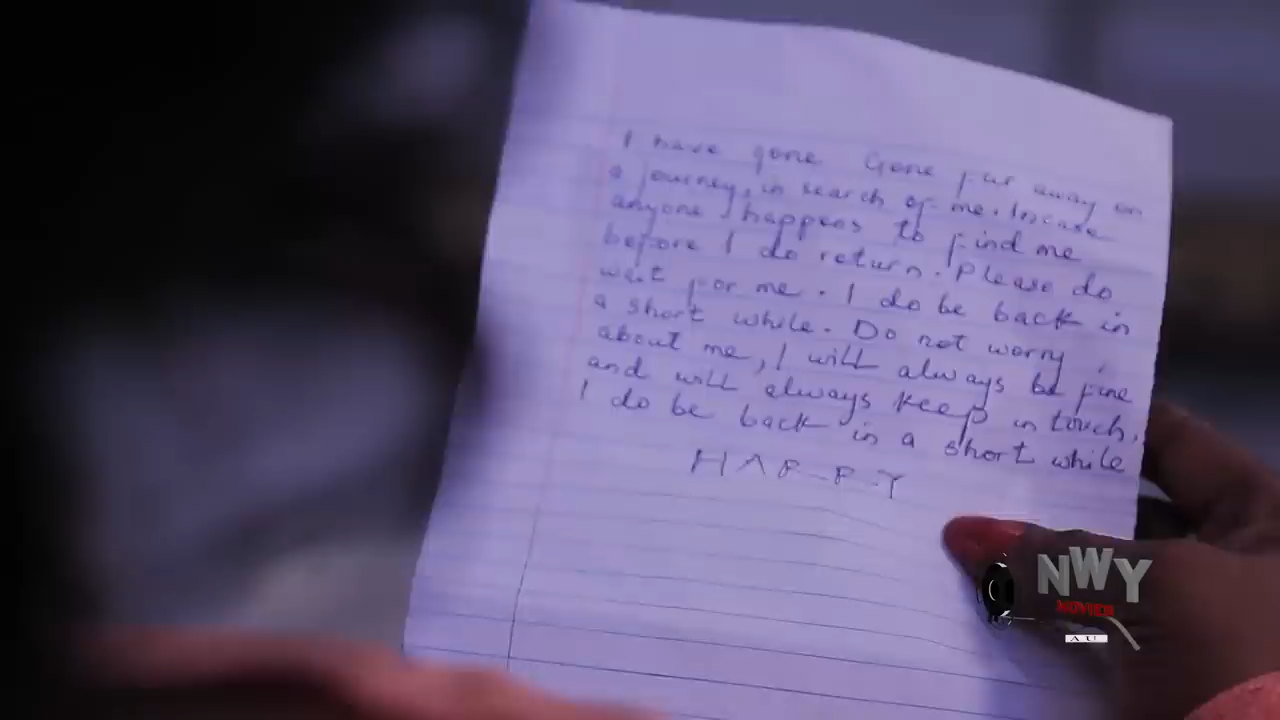 I have gone Gone far away on
a journey, in search of me. Incase
anyone happens to find me
before I do return. Please do
wait for me. I do be back in
a short while. Do not worry
about me, I will always be fine
and will always keep in touch.
I do be back in a short while
HAPPY
NWY
MOVIES
A.U